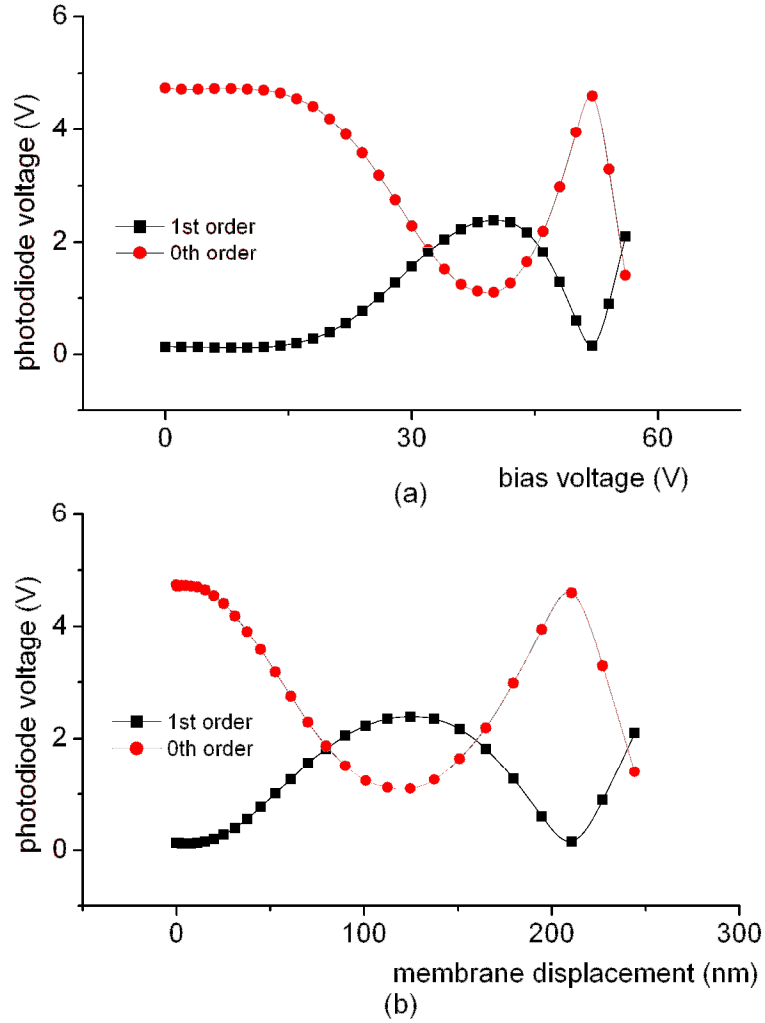 6
4
2
0
photodiode voltage (V)
1st order
0th order
0 30 60
bias voltage (V)
(a)
6
4
2
0
photodiode voltage (V)
1st order
0th order
0 100 200 300
membrane displacement (nm)
(b)